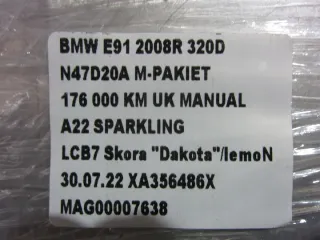 BMW E91 2008R 320D
N47D20A M-PAKIET
176 000 KM UK MANUAL
A22 SPARKLING
LCB7 Skora "Dakota"/lemoN
30.07.22 XA356486X
MAG00007638